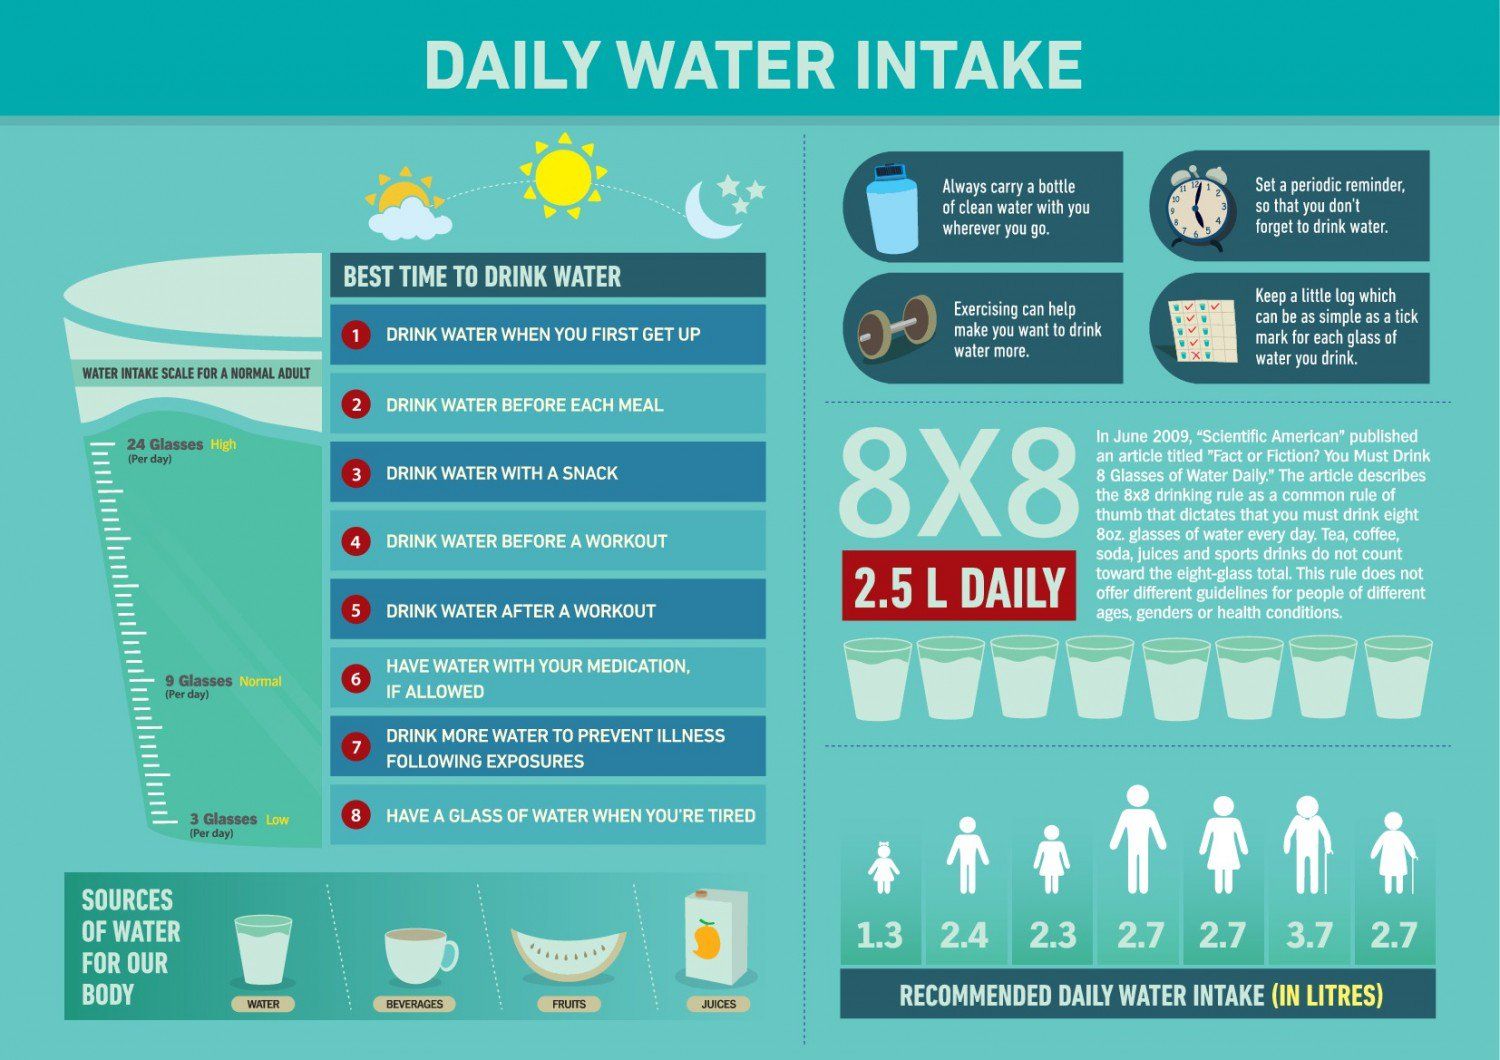 DAILY WATER INTAKE
BEST TIME TO DRINK WATER
1 DRINK WATER WHEN YOU FIRST GET UP
2 DRINK WATER BEFORE EACH MEAL
3 DRINK WATER WITH A SNACK
4 DRINK WATER BEFORE A WORKOUT
5 DRINK WATER AFTER A WORKOUT
6 HAVE WATER WITH YOUR MEDICATION,
IF ALLOWED
7 DRINK MORE WATER TO PREVENT ILLNESS
FOLLOWING EXPOSURES
8 HAVE A GLASS OF WATER WHEN YOU'RE TIRED
WATER INTAKE SCALE FOR A NORMAL ADULT
24 Glasses High
(Per day)
9 Glasses Normal
(Per day)
3 Glasses Low
(Per day)
SOURCES
OF WATER
FOR OUR
BODY
WATER
BEVERAGES
FRUITS
JUICES
Always carry a bottle
of clean water with you
wherever you go.
12 1 2 3 4 5 6 7 8 9 10 11
Set a periodic reminder,
so that you don't
forget to drink water.
Exercising can help
make you want to drink
water more.
Keep a little log which
can be as simple as a tick
mark for each glass of
water you drink.
8X8
2.5 L DAILY
In June 2009, “Scientific American” published
an article titled ”Fact or Fiction? You Must Drink
8 Glasses of Water Daily.” The article describes
the 8x8 drinking rule as a common rule of
thumb that dictates that you must drink eight
8oz. glasses of water every day. Tea, coffee,
soda, juices and sports drinks do not count
toward the eight-glass total. This rule does not
offer different guidelines for people of different
ages, genders or health conditions.
1.3 2.4 2.3 2.7 2.7 3.7 2.7
RECOMMENDED DAILY WATER INTAKE (IN LITRES)